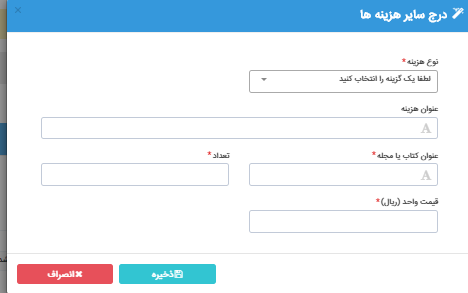 درج سایر هزینه ها
نوع هزینه*
لطفا یک گزینه را انتخاب کنید
عنوان هزینه
عنوان کتاب یا مجله*
تعداد*
قیمت واحد (ریال)*
ذخیره
انصراف